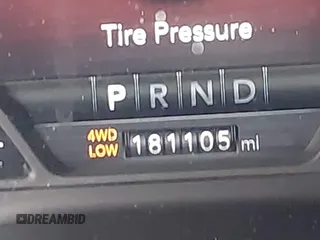 Tire Pressure
P R N D
4WD
LOW
181105 mi
DREAMBID